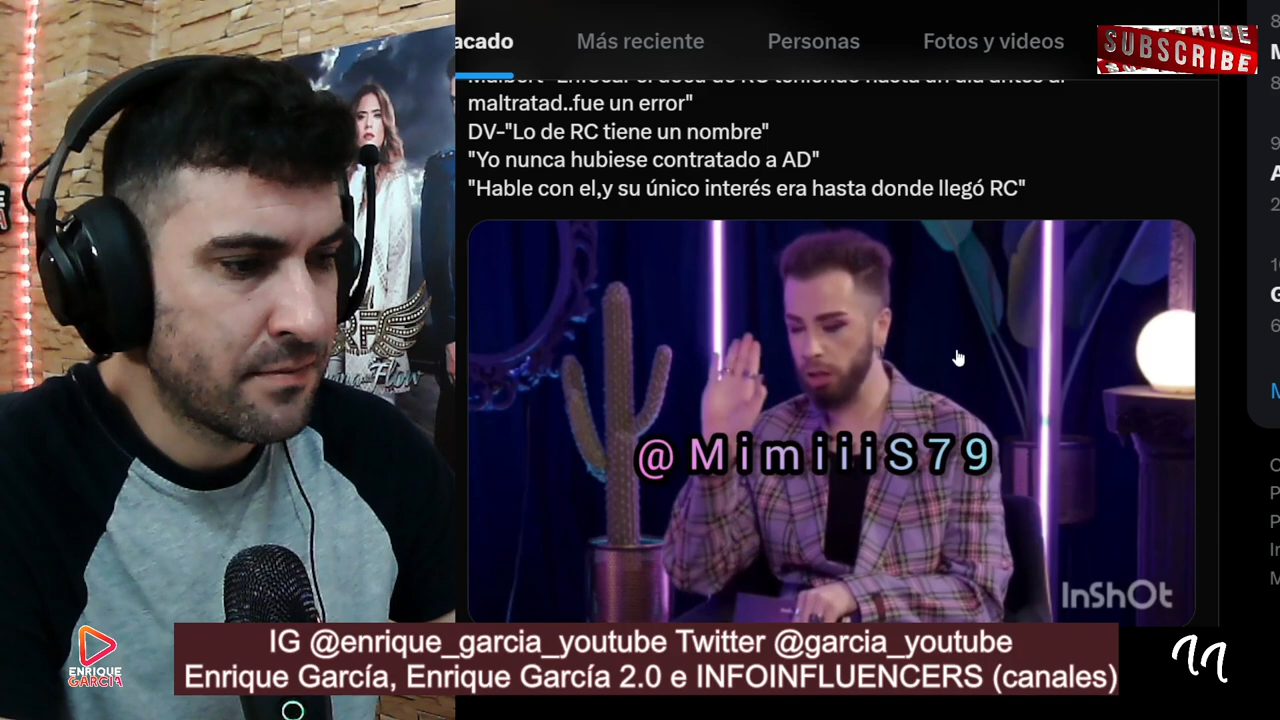 acado
Más reciente
Personas
Fotos y videos
SUBSCRIBE
maltratad..fue un error"
DV-"Lo de RC tiene un nombre"
"Yo nunca hubiese contratado a AD"
"Hable con el,y su único interés era hasta donde llegó RC"
@MimiiiS79
InShOt
IG @enrique_garcia_youtube Twitter @garcia_youtube
Enrique García, Enrique García 2.0 e INFOINFLUENCERS (canales)
ENRIQUE
GARCÍA